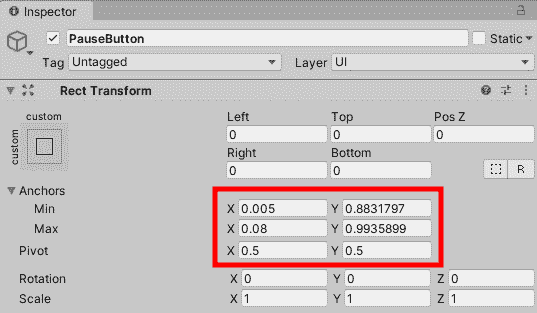 Inspector
PauseButton Static
Tag Untagged Layer UI
Rect Transform
custom Left Top Pos Z
custom 0 0 0
Right Bottom
0 0 R
Anchors
Min X 0.005 Y 0.8831797
Max X 0.08 Y 0.9935899
Pivot X 0.5 Y 0.5
Rotation X 0 Y 0 Z 0
Scale X 1 Y 1 Z 1